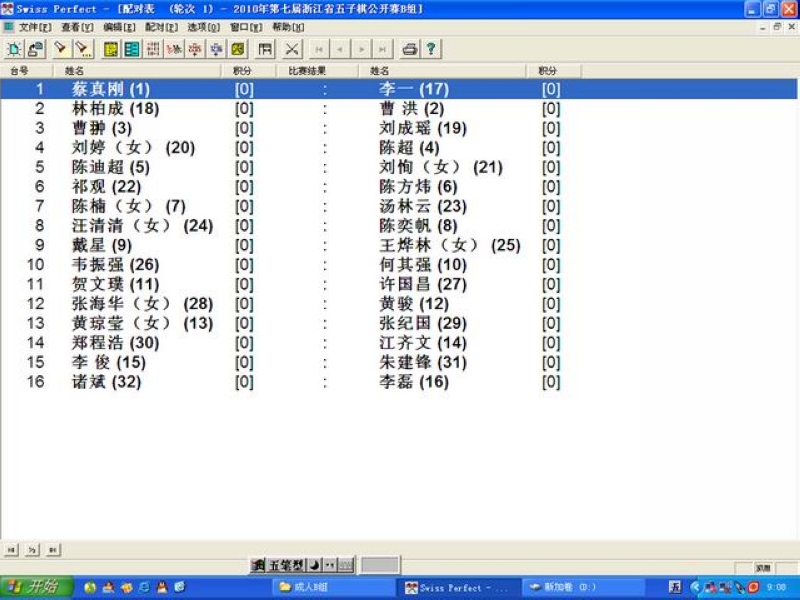 Swiss Perfect - [配对表 (轮次 1) - 2010年第七届浙江省五子棋公开赛B组]
文件[F] 查看[V] 编辑[E] 配对[P] 选项[O] 窗口[W] 帮助[H]
台号 姓名 积分 比赛结果 姓名 积分
1 蔡真刚 (1) [0] : 李一 (17) [0]
2 林柏成 (18) [0] : 曹 洪 (2) [0]
3 曹翀 (3) [0] : 刘成瑶 (19) [0]
4 刘婷（女） (20) [0] : 陈超 (4) [0]
5 陈迪超 (5) [0] : 刘恂（女） (21) [0]
6 祁观 (22) [0] : 陈方炜 (6) [0]
7 陈楠（女） (7) [0] : 汤林云 (23) [0]
8 汪清清（女） (24) [0] : 陈奕帆 (8) [0]
9 戴星 (9) [0] : 王烨林（女） (25) [0]
10 韦振强 (26) [0] : 何其强 (10) [0]
11 贺文璞 (11) [0] : 许国昌 (27) [0]
12 张海华（女） (28) [0] : 黄骏 (12) [0]
13 黄琼莹（女） (13) [0] : 张纪国 (29) [0]
14 郑程浩 (30) [0] : 江齐文 (14) [0]
15 李 俊 (15) [0] : 朱建锋 (31) [0]
16 诸斌 (32) [0] : 李磊 (16) [0]
五笔型
开始 成人B组 Swiss Perfect - ... 新加卷 (D:) 五 9:08